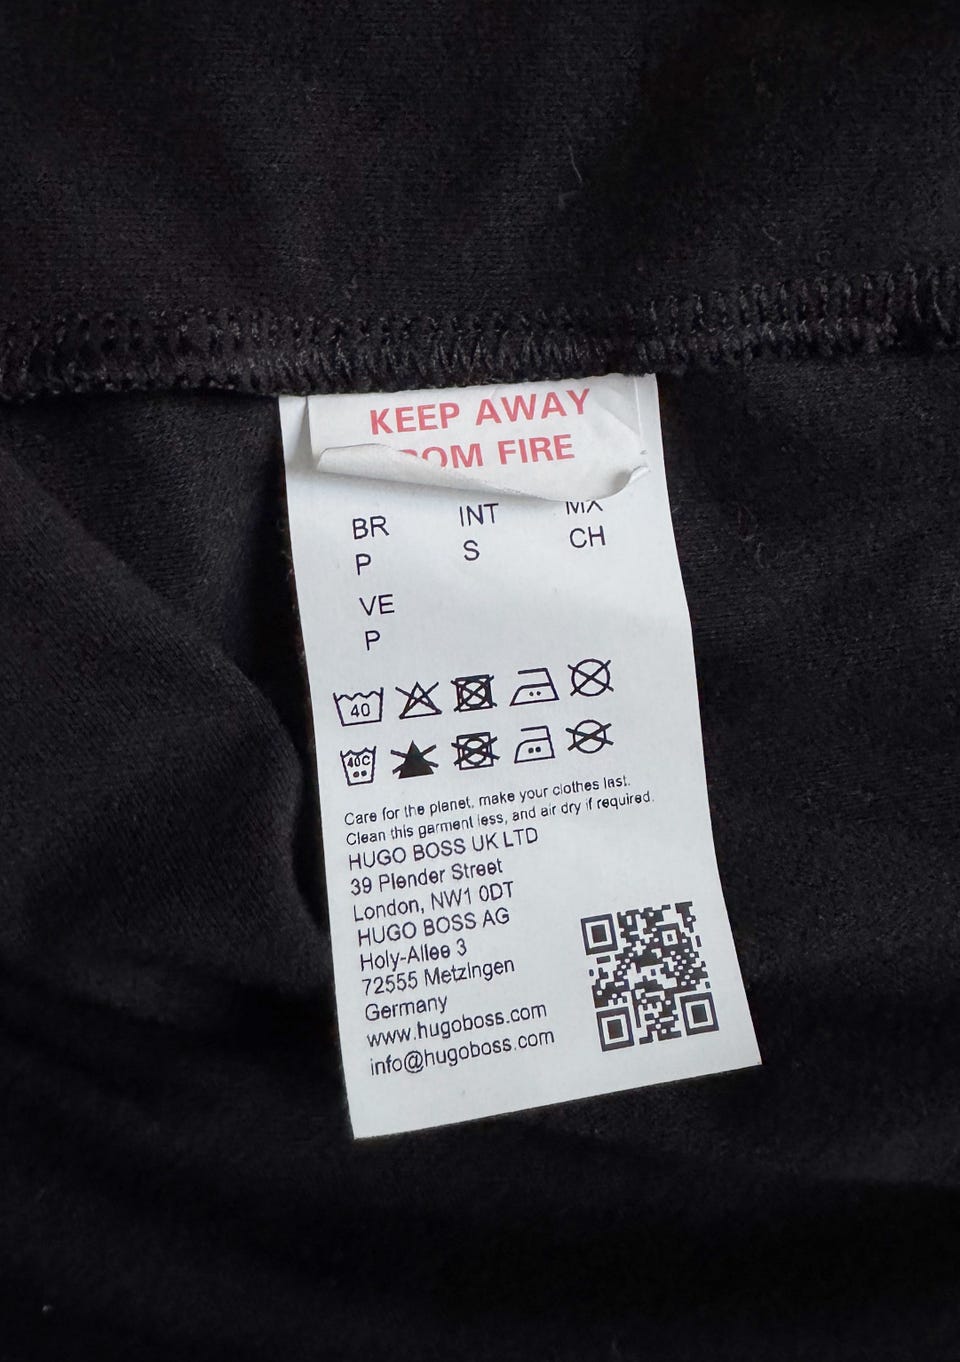 KEEP AWAY
FIRE
BR INT MX
P S CH
VE
P
40
40C
Care for the planet, make your clothes last.
Clean this garment less, and air dry if required.
HUGO BOSS UK LTD
39 Plender Street
London, NW1 0DT
HUGO BOSS AG
Holy-Allee 3
72555 Metzingen
Germany
www.hugoboss.com
info@hugoboss.com